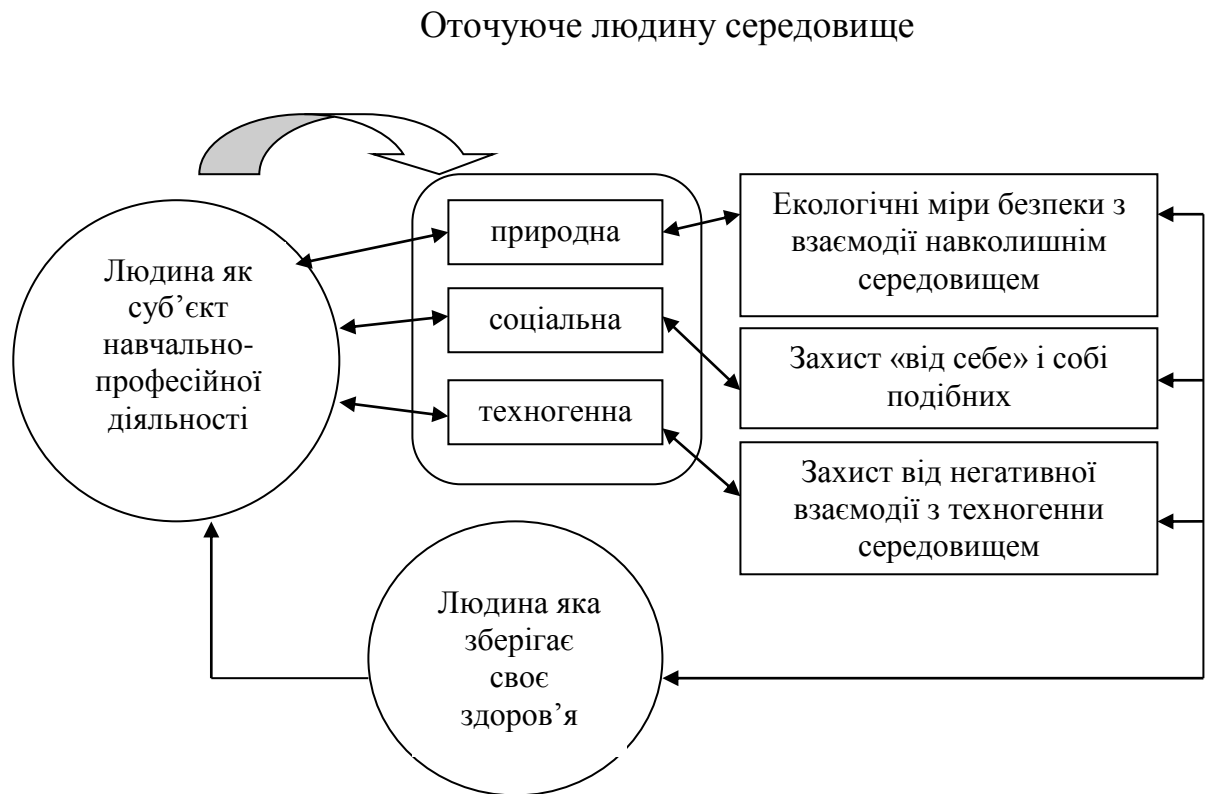 Оточуюче людину середовище
Людина як
суб’єкт
навчально-
професійної
діяльності
природна
соціальна
техногенна
Екологічні міри безпеки з
взаємодії навколишнім
середовищем
Захист «від себе» і собі
подібних
Захист від негативної
взаємодії з техногенни
середовищем
Людина яка
зберігає
своє
здоров’я